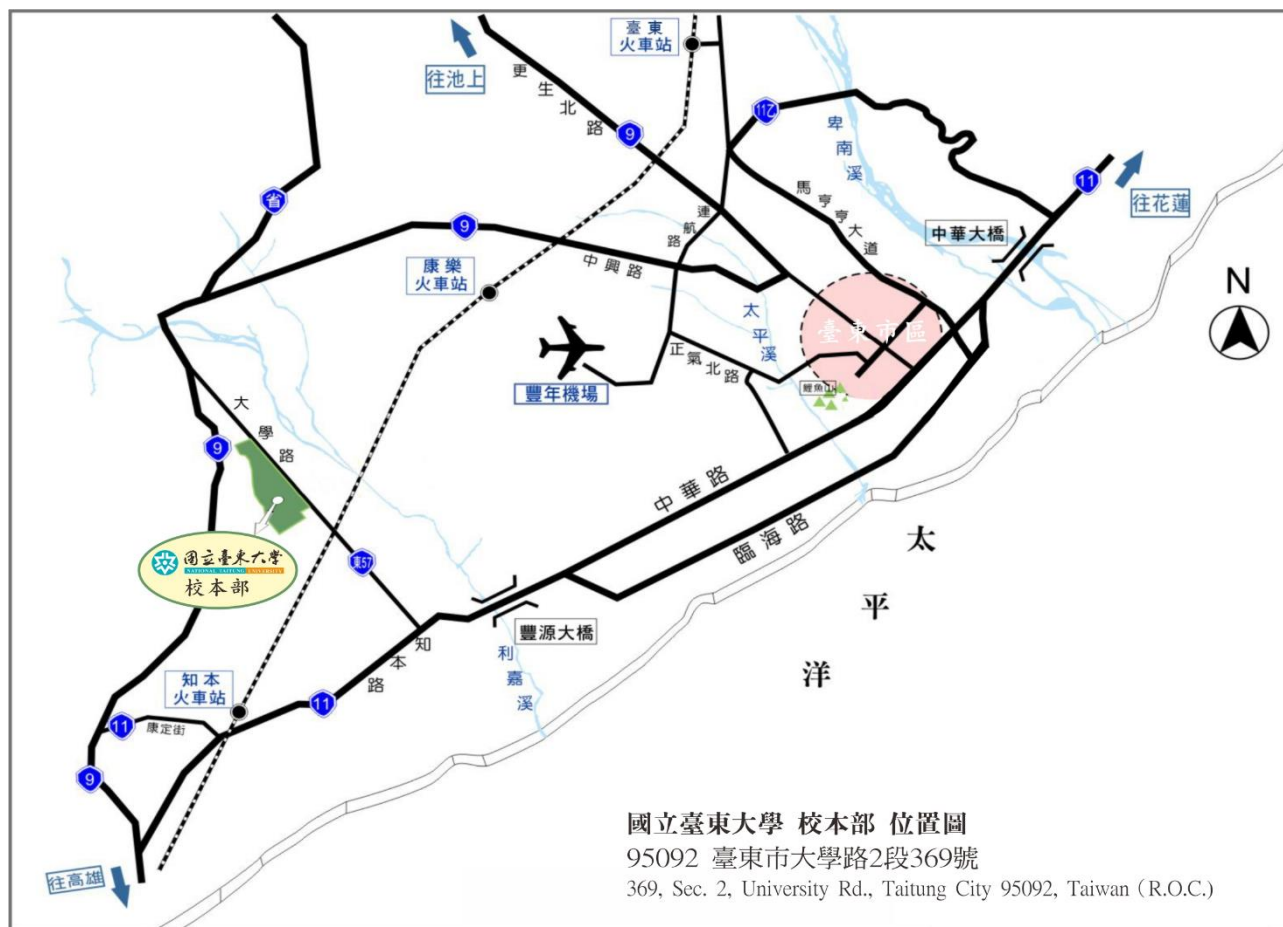 臺東
火車站
往池上
更生北路
9
11乙
卑南溪
11
往花蓮
省
9
馬亨亨大道
中華大橋
連航路
中興路
康樂
火車站
N
太平溪
臺東市區
正氣北路
豐年機場
鯉魚山
大學路
9
中華路
臨海路
太平洋
國立臺東大學
NATIONAL TAITUNG UNIVERSITY
校本部
東57
豐源大橋
知本路
利嘉溪
知本
火車站
11
11
康定街
9
往高雄
國立臺東大學 校本部 位置圖
95092 臺東市大學路2段369號
369, Sec. 2, University Rd., Taitung City 95092, Taiwan (R.O.C.)